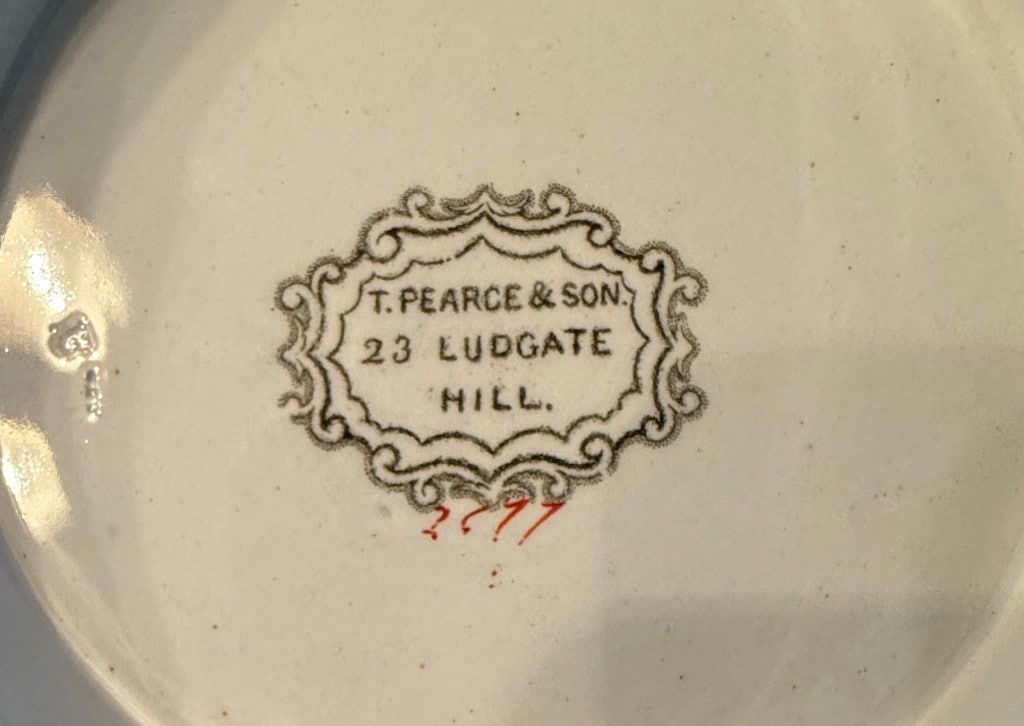 T. PEARCE & SON.
23 LUDGATE
HILL.